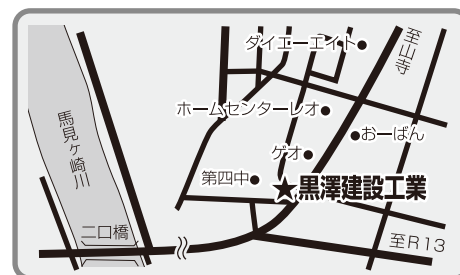 ダイエーエイト
至山寺
ホームセンターレオ
おーばん
馬見ヶ崎川
ゲオ
第四中
★黒澤建設工業
二口橋
至R13